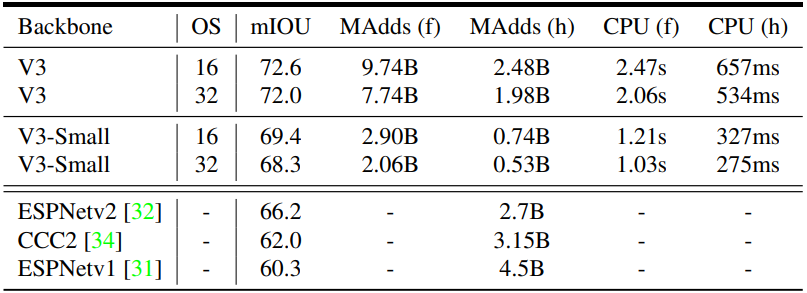 Backbone OS mIOU MAdds (f) MAdds (h) CPU (f) CPU (h)
V3 16 72.6 9.74B 2.48B 2.47s 657ms
V3 32 72.0 7.74B 1.98B 2.06s 534ms
V3-Small 16 69.4 2.90B 0.74B 1.21s 327ms
V3-Small 32 68.3 2.06B 0.53B 1.03s 275ms
ESPNetv2 [32] - 66.2 - 2.7B - -
CCC2 [34] - 62.0 - 3.15B - -
ESPNetv1 [31] - 60.3 - 4.5B - -